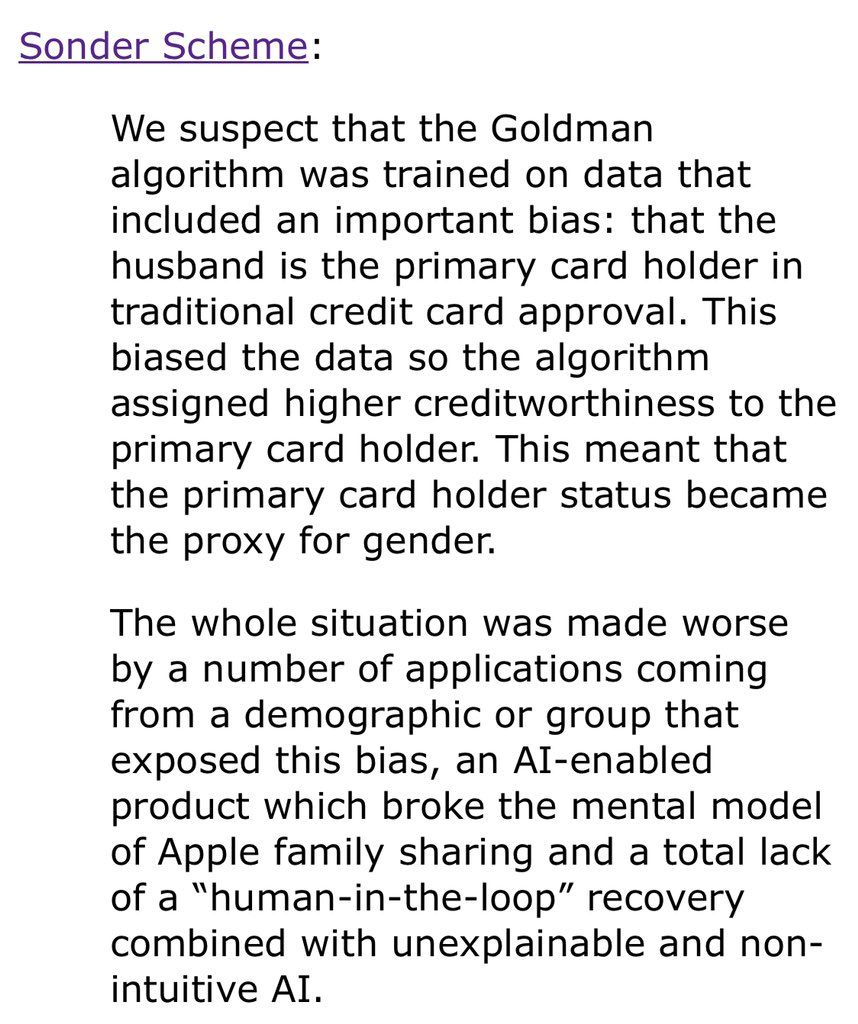 Sonder Scheme:
We suspect that the Goldman
algorithm was trained on data that
included an important bias: that the
husband is the primary card holder in
traditional credit card approval. This
biased the data so the algorithm
assigned higher creditworthiness to the
primary card holder. This meant that
the primary card holder status became
the proxy for gender.
The whole situation was made worse
by a number of applications coming
from a demographic or group that
exposed this bias, an AI-enabled
product which broke the mental model
of Apple family sharing and a total lack
of a “human-in-the-loop” recovery
combined with unexplainable and non-
intuitive AI.